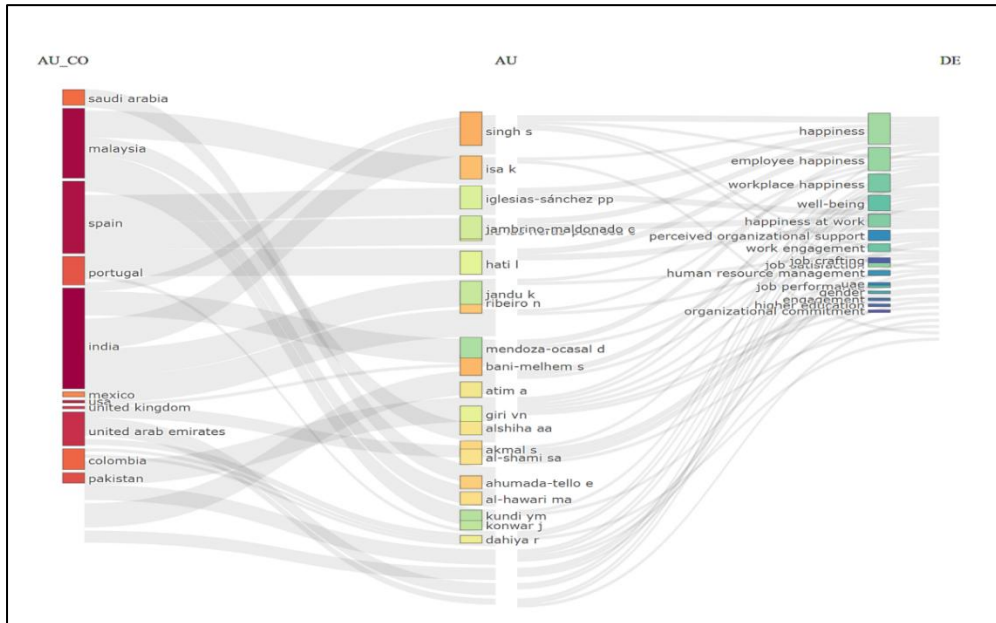 AU_CO
AU
DE
saudi arabia
malaysia
spain
portugal
india
mexico
usa
united kingdom
united arab emirates
colombia
pakistan
singh s
isa k
iglesias-sánchez pp
jambrino-maldonado c
hati l
jandu k
ribeiro n
mendoza-ocasal d
bani-melhem s
atim a
giri vn
alshiha aa
akmal s
al-shami sa
ahumada-tello e
al-hawari ma
kundi ym
konwar j
dahiya r
happiness
employee happiness
workplace happiness
well-being
happiness at work
perceived organizational support
work engagement
job crafting
job satisfaction
human resource management
uae
job performance
gender
engagement
higher education
organizational commitment